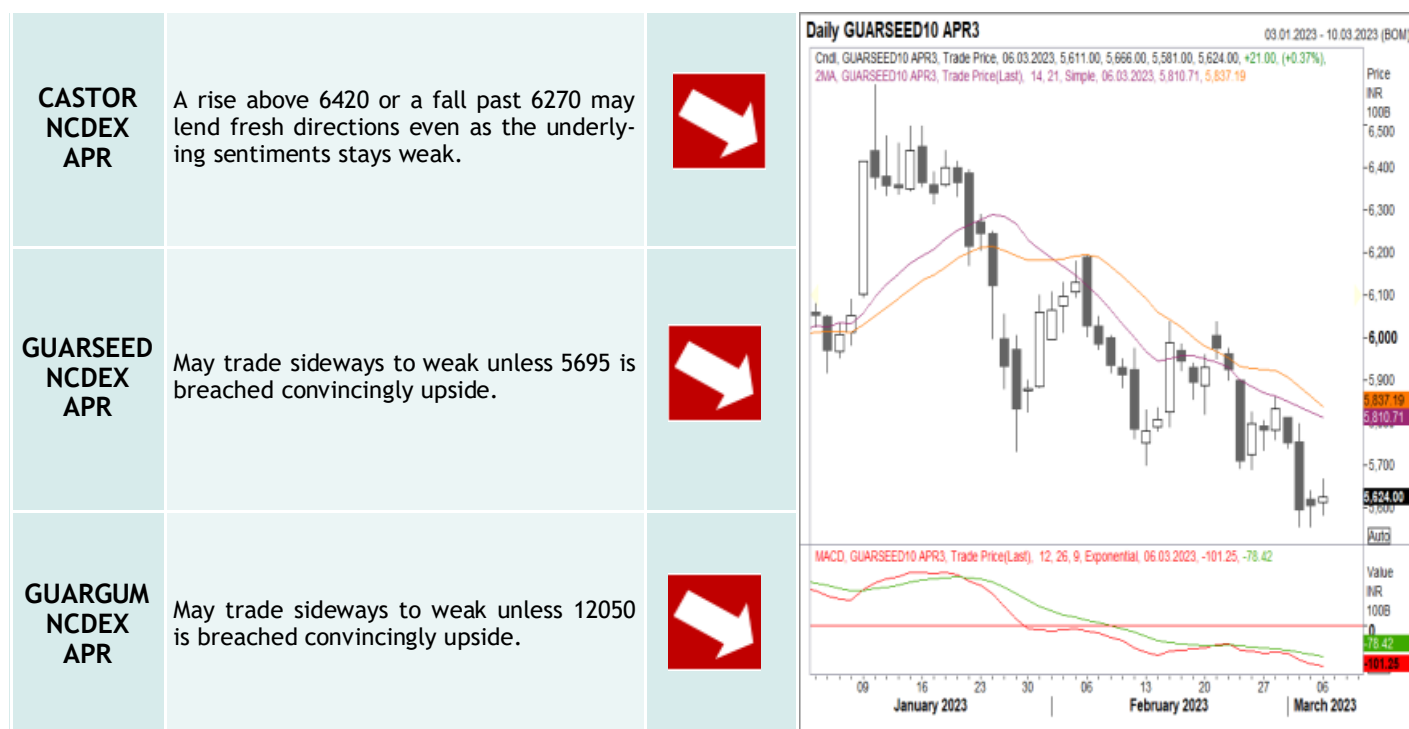 CASTOR
NCDEX
APR
A rise above 6420 or a fall past 6270 may
lend fresh directions even as the underly-
ing sentiments stays weak.
GUARSEED
NCDEX
APR
May trade sideways to weak unless 5695 is
breached convincingly upside.
GUARGUM
NCDEX
APR
May trade sideways to weak unless 12050
is breached convincingly upside.
Daily GUARSEED10 APR3
03.01.2023 - 10.03.2023 (BOM)
Cndl, GUARSEED10 APR3, Trade Price, 06.03.2023, 5,611.00, 5,666.00, 5,581.00, 5,624.00, +21.00, (+0.37%),
2MA, GUARSEED10 APR3, Trade Price(Last), 14, 21, Simple, 06.03.2023, 5,810.71, 5,837.19
Price
INR
100B
6,500
6,400
6,300
6,200
6,100
6,000
5,900
5,837.19
5,810.71
5,700
5,624.00
5,600
Auto
MACD, GUARSEED10 APR3, Trade Price(Last), 12, 26, 9, Exponential, 06.03.2023, -101.25, -78.42
Value
INR
100B
0
-78.42
-101.25
09 16 23 30 06 13 20 27 06
January 2023 February 2023 March 2023